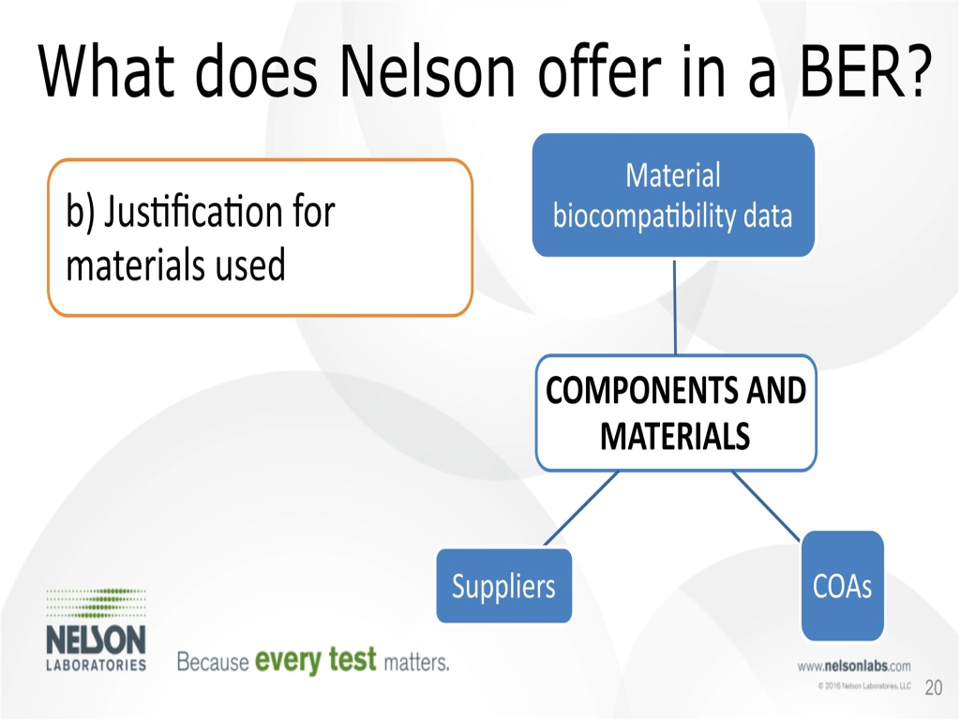 What does Nelson offer in a BER?
b) Justification for
materials used
Material
biocompatibility data
COMPONENTS AND
MATERIALS
Suppliers
COAs
NELSON
LABORATORIES
Because every test matters.
www.nelsonlabs.com
© 2016 Nelson Laboratories, LLC
20